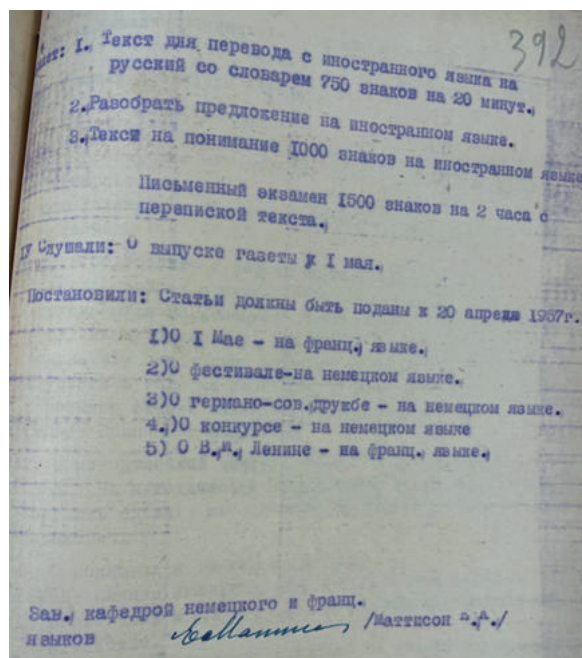 392
лет: I. Текст для перевода с иностранного языка на
русский со словарем 750 знаков на 20 минут.
2. Разобрать предложение на иностранном языке.
3. Текст на понимание 1000 знаков на иностранном языке
Письменный экзамен 1500 знаков на 2 часа с
перепиской текста.
IУ Слушали: О выпуске газеты к I мая.
Постановили: Статьи должны быть поданы к 20 апреля 1957г.
1)О I Мае - на франц. языке.
2)О фестивале-на немецком языке.
3)О германо-сов.дружбе - на немецком языке.
4.)О конкурсе - на немецком языке
5) О В.И. Ленине - на франц. языке.
Зав. кафедрой немецкого и франц.
языков /Маттисон